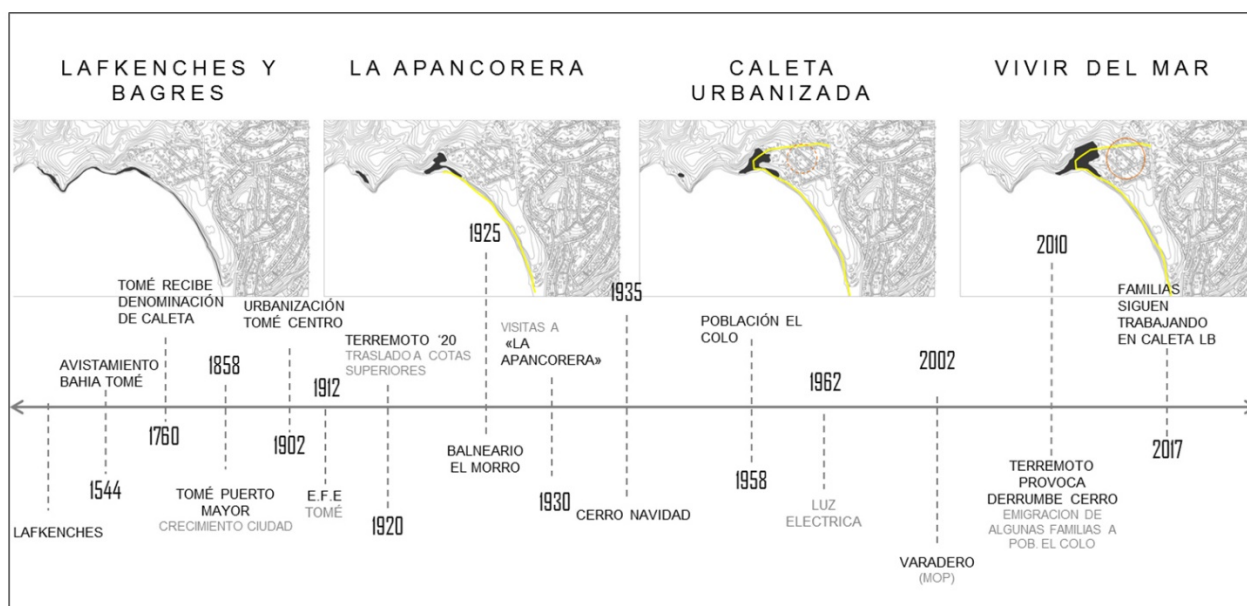 LAFKENCHES Y
BAGRES
LA APANCORERA
CALETA
URBANIZADA
VIVIR DEL MAR
TOMÉ RECIBE
DENOMINACIÓN
DE CALETA
URBANIZACIÓN
TOMÉ CENTRO
1925
1935
2010
FAMILIAS
SIGUEN
TRABAJANDO
EN CALETA LB
AVISTAMIENTO
BAHIA TOMÉ
1858
1912
TERREMOTO '20
TRASLADO A COTAS
SUPERIORES
VISITAS A
«LA
APANCORERA»
POBLACIÓN EL
COLO
1962
2002
LAFKENCHES
1544
1760
TOMÉ PUERTO
MAYOR
CRECIMIENTO CIUDAD
1902
E.F.E
TOMÉ
1920
BALNEARIO
EL MORRO
1930
CERRO NAVIDAD
1958
LUZ
ELECTRICA
VARADERO
(MOP)
TERREMOTO
PROVOCA
DERRUMBE CERRO
EMIGRACION DE
ALGUNAS FAMILIAS A
POB. EL COLO
2017